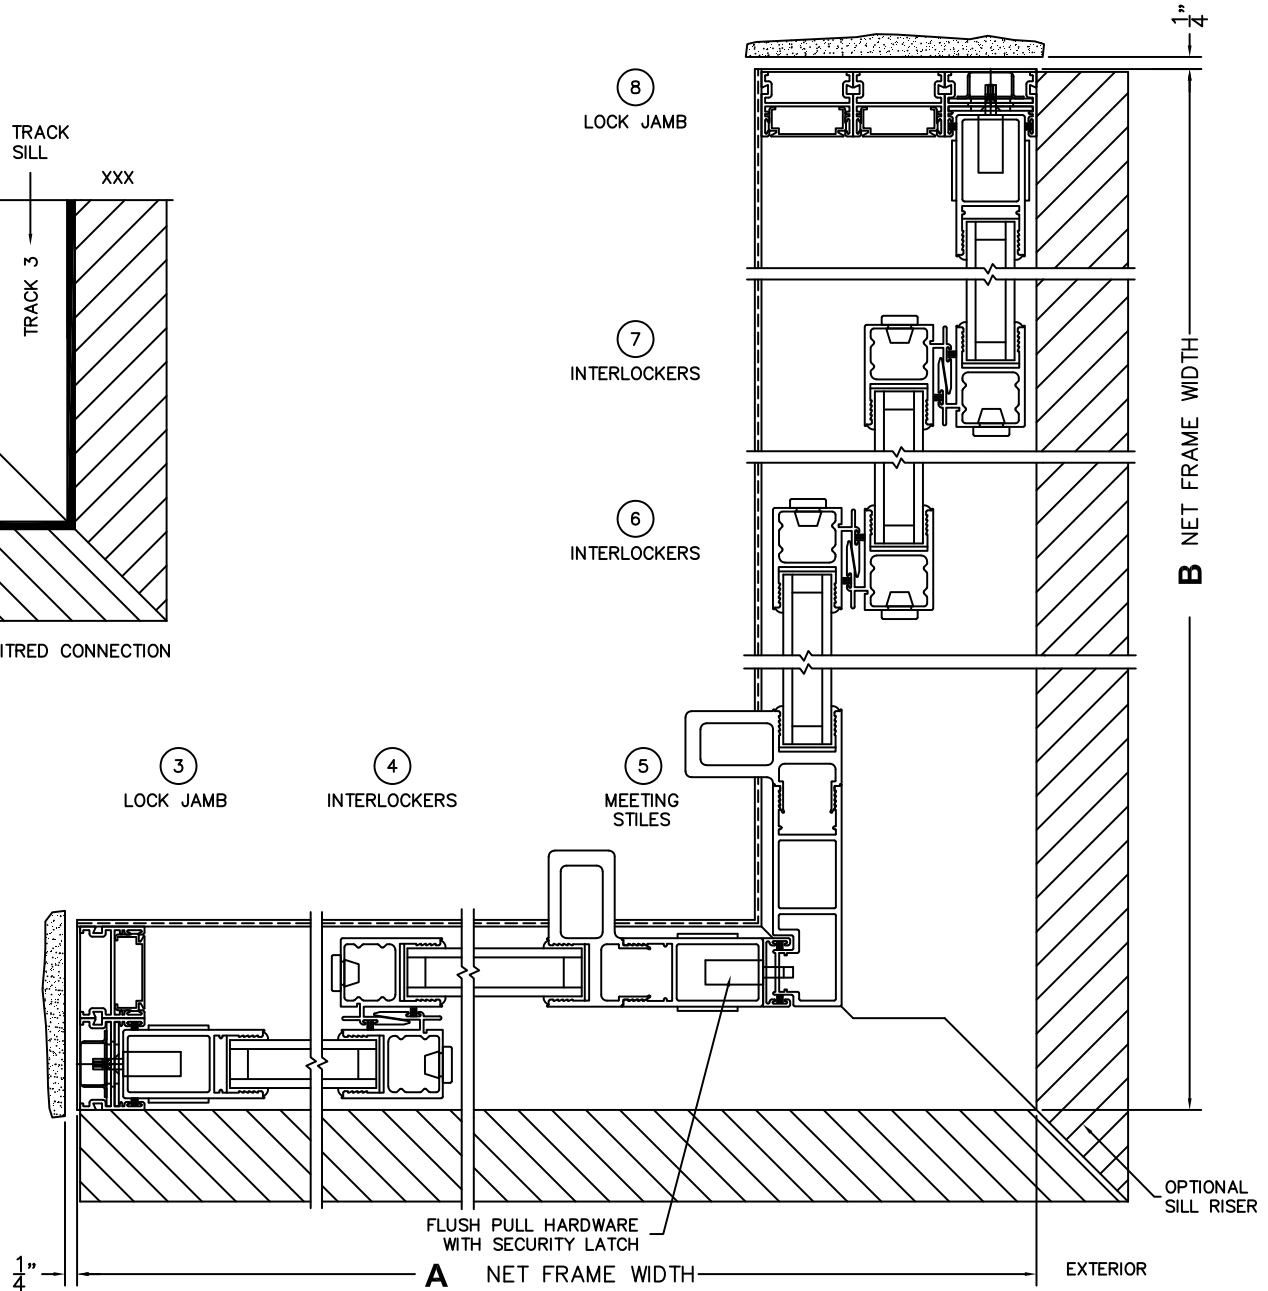 1"
4
8
LOCK JAMB
TRACK
SILL
XXX
TRACK 3
7
INTERLOCKERS
NET FRAME WIDTH
B
6
INTERLOCKERS
ITRED CONNECTION
3
LOCK JAMB
4
INTERLOCKERS
5
MEETING
STILES
OPTIONAL
SILL RISER
FLUSH PULL HARDWARE
WITH SECURITY LATCH
1"
4
A NET FRAME WIDTH
EXTERIOR